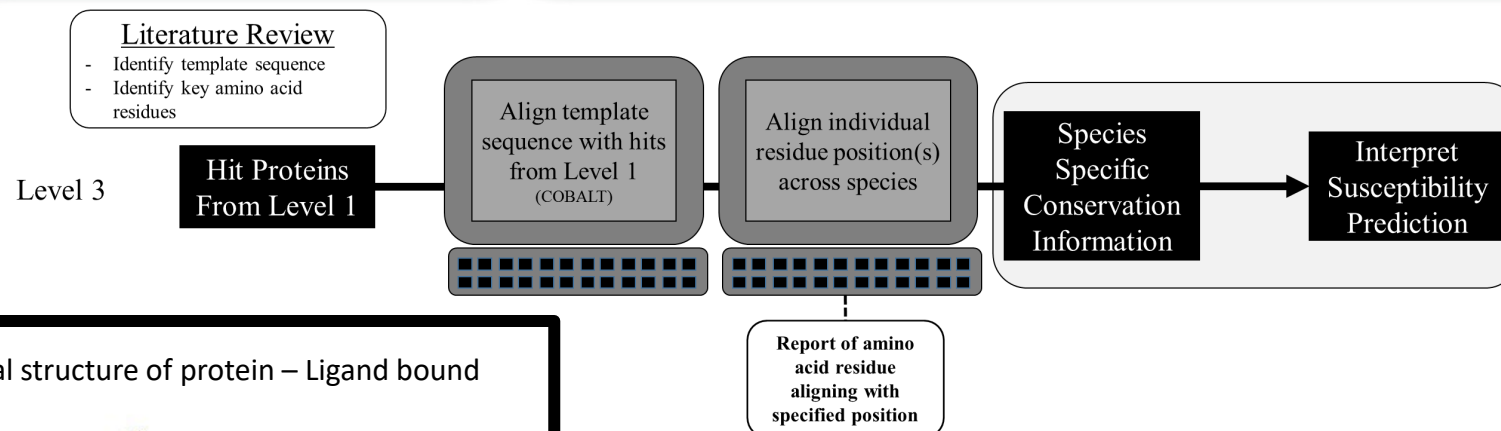 Literature Review
- Identify template sequence
- Identify key amino acid
residues
Level 3
Hit Proteins
From Level 1
Align template
sequence with hits
from Level 1
(COBALT)
Align individual
residue position(s)
across species
Species
Specific
Conservation
Information
Interpret
Susceptibility
Prediction
Report of amino
acid residue
aligning with
specified position
al structure of protein – Ligand bound